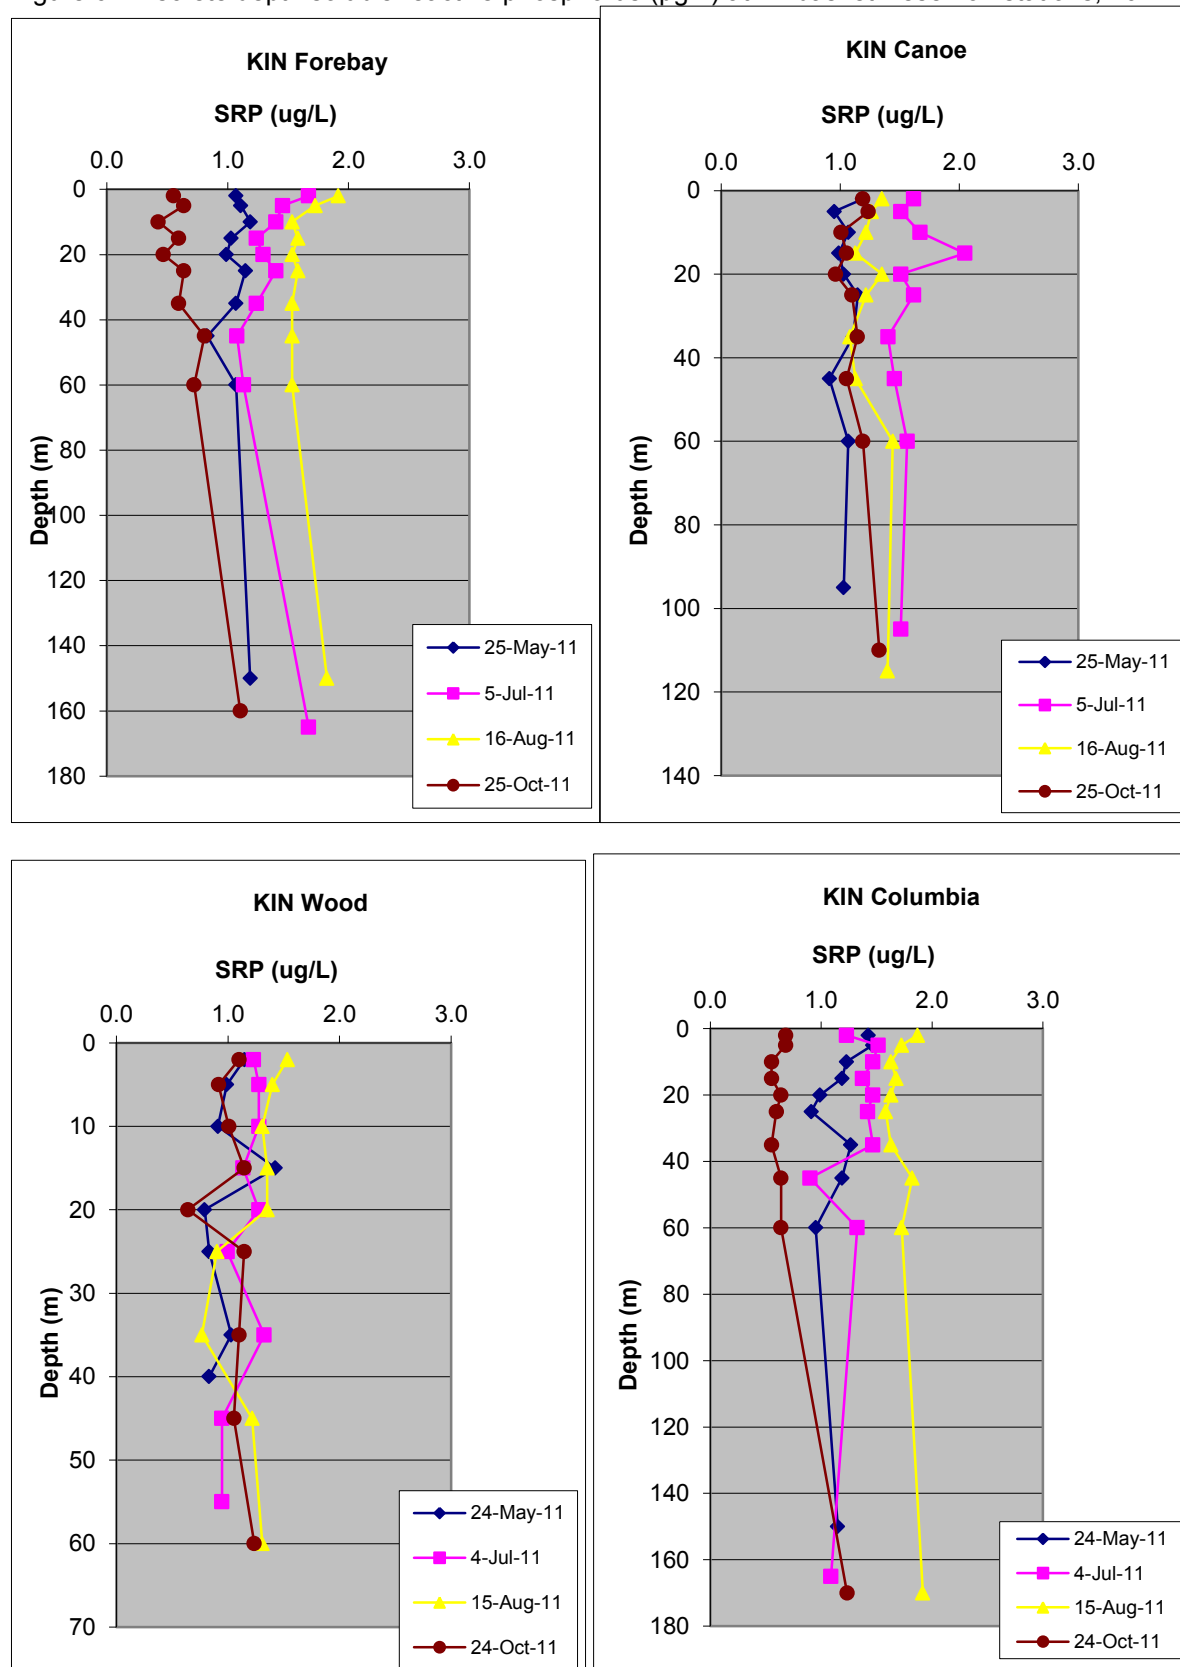 KIN Forebay
SRP (ug/L)
0.0 1.0 2.0 3.0
0
20
40
60
80
100
120
140
160
180
Depth (m)
25-May-11
5-Jul-11
16-Aug-11
25-Oct-11
KIN Canoe
SRP (ug/L)
0.0 1.0 2.0 3.0
0
20
40
60
80
100
120
140
Depth (m)
25-May-11
5-Jul-11
16-Aug-11
25-Oct-11
KIN Wood
SRP (ug/L)
0.0 1.0 2.0 3.0
0
10
20
30
40
50
60
70
Depth (m)
24-May-11
4-Jul-11
15-Aug-11
24-Oct-11
KIN Columbia
SRP (ug/L)
0.0 1.0 2.0 3.0
0
20
40
60
80
100
120
140
160
180
Depth (m)
24-May-11
4-Jul-11
15-Aug-11
24-Oct-11